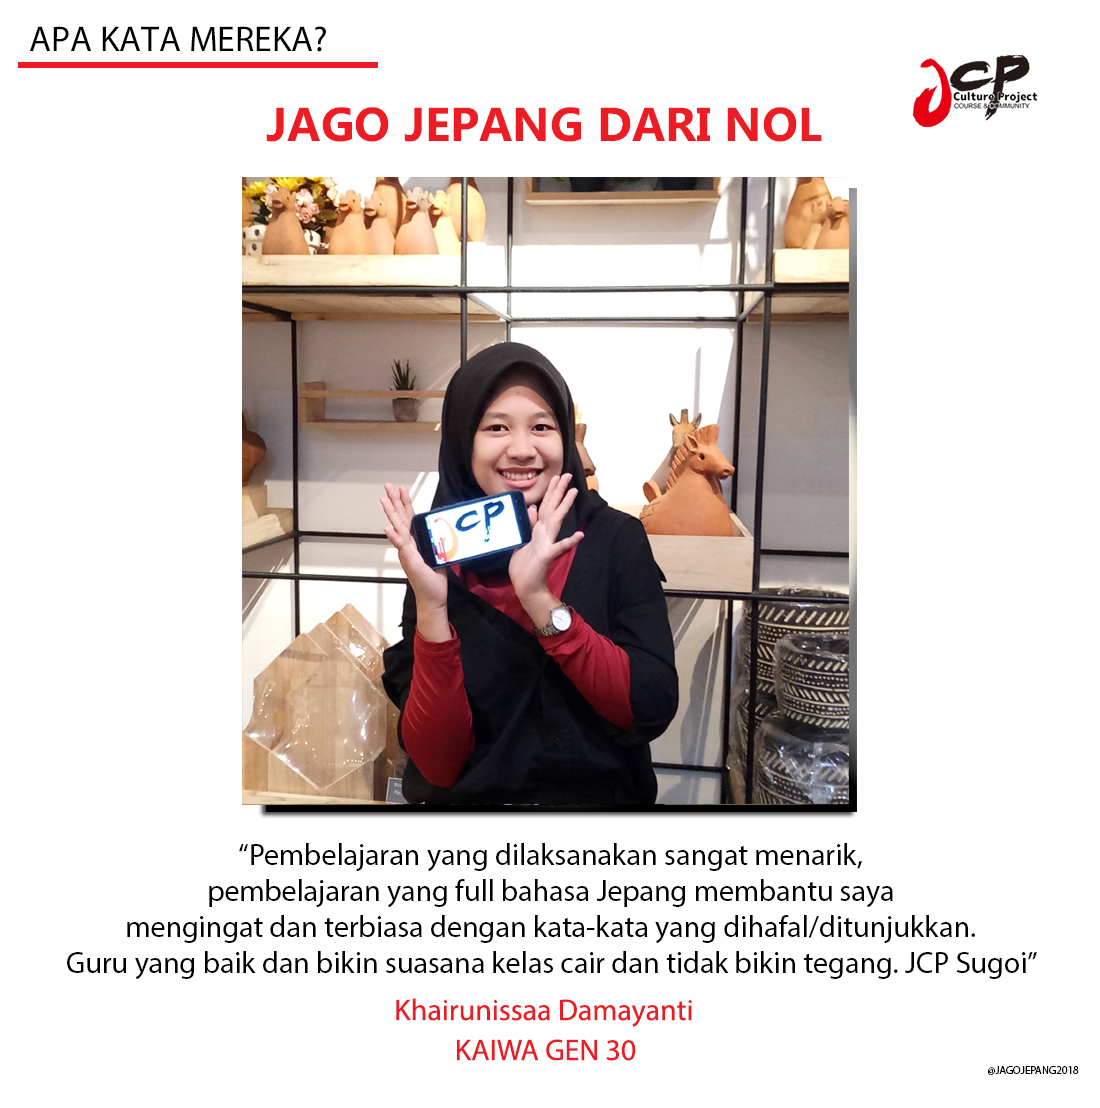 APA KATA MEREKA?
JCP
Culture Project
COURSE & COMMUNITY
JAGO JEPANG DARI NOL
JCP
“Pembelajaran yang dilaksanakan sangat menarik,
pembelajaran yang full bahasa Jepang membantu saya
mengingat dan terbiasa dengan kata-kata yang dihafal/ditunjukkan.
Guru yang baik dan bikin suasana kelas cair dan tidak bikin tegang. JCP Sugoi”
Khairunissaa Damayanti
KAIWA GEN 30
@JAGOJEPANG2018